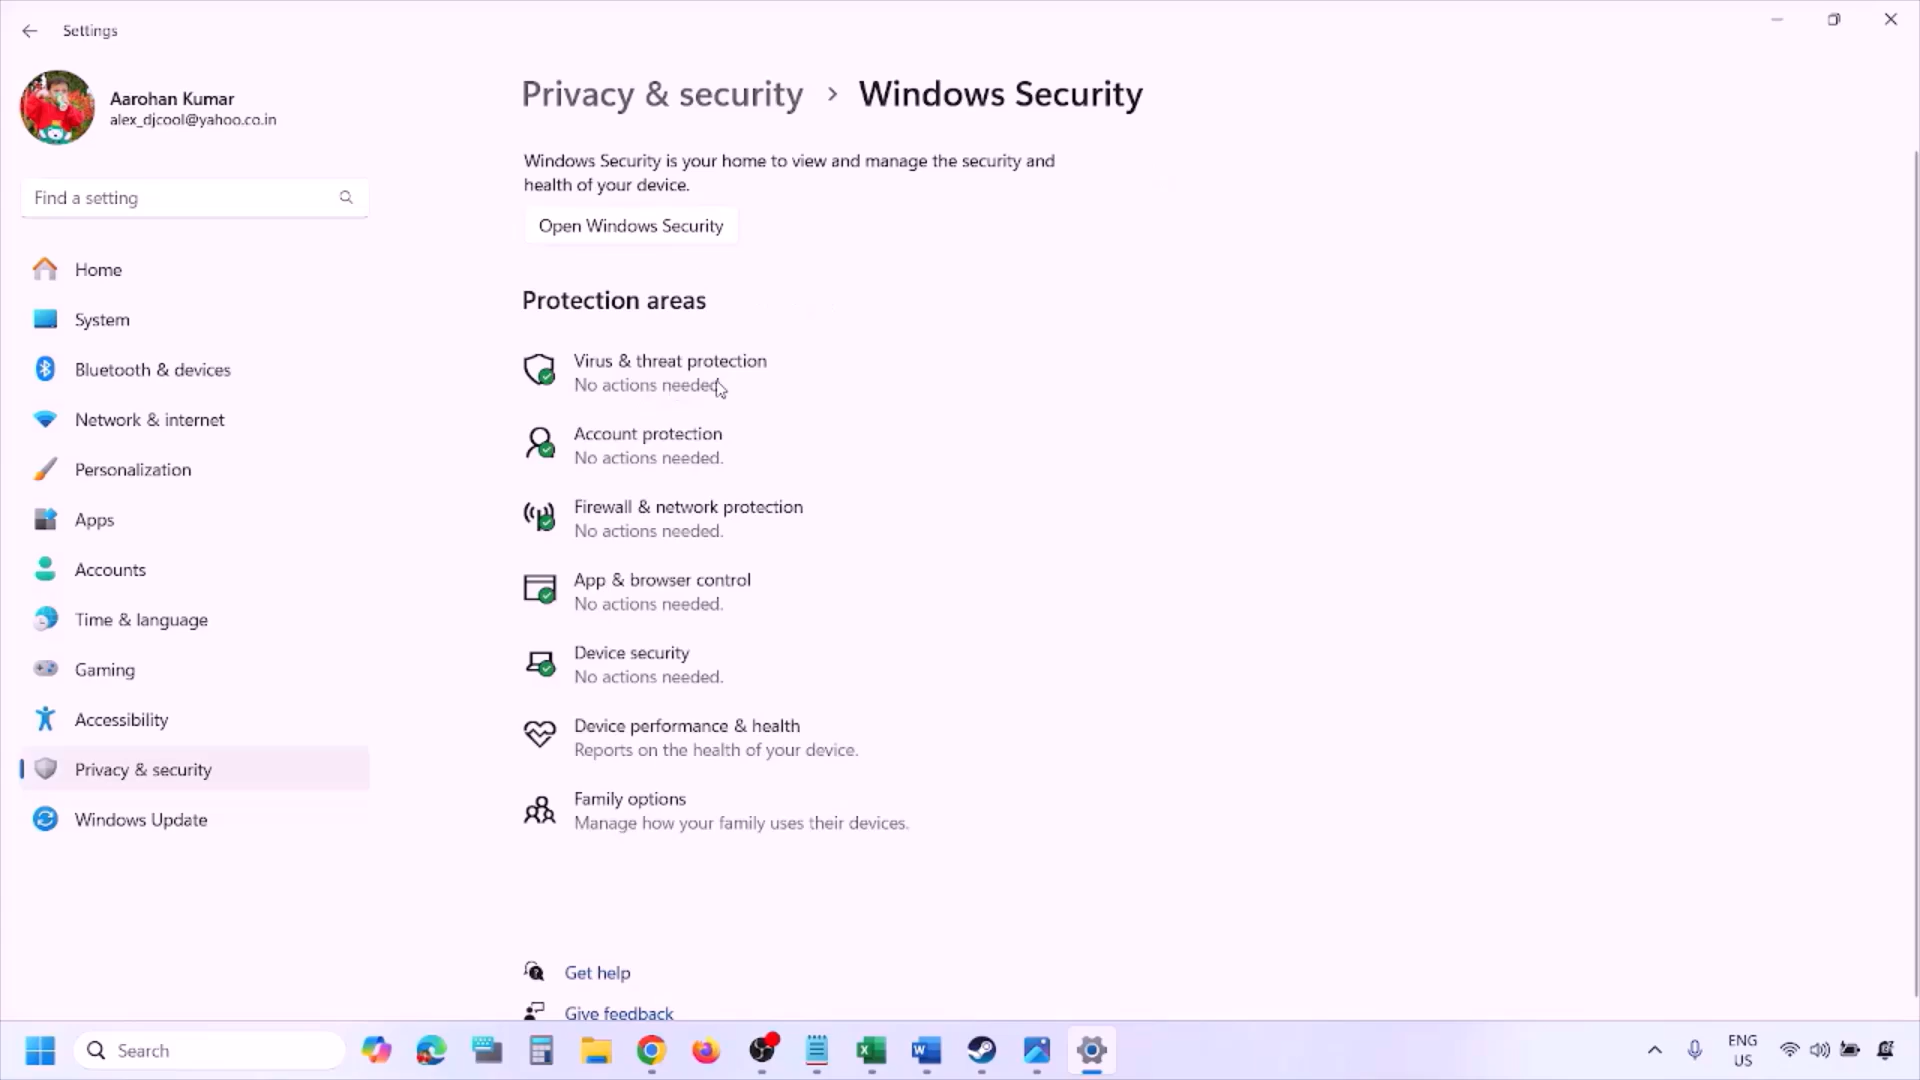 Settings
Aarohan Kumar
alex_djcool@yahoo.co.in
Find a setting
Home
System
Bluetooth & devices
Network & internet
Personalization
Apps
Accounts
Time & language
Gaming
Accessibility
Privacy & security
Windows Update
Privacy & security > Windows Security
Windows Security is your home to view and manage the security and
health of your device.
Open Windows Security
Protection areas
Virus & threat protection
No actions needed.
Account protection
No actions needed.
Firewall & network protection
No actions needed.
App & browser control
No actions needed.
Device security
No actions needed.
Device performance & health
Reports on the health of your device.
Family options
Manage how your family uses their devices.
Get help
Give feedback
Search
ENG
US